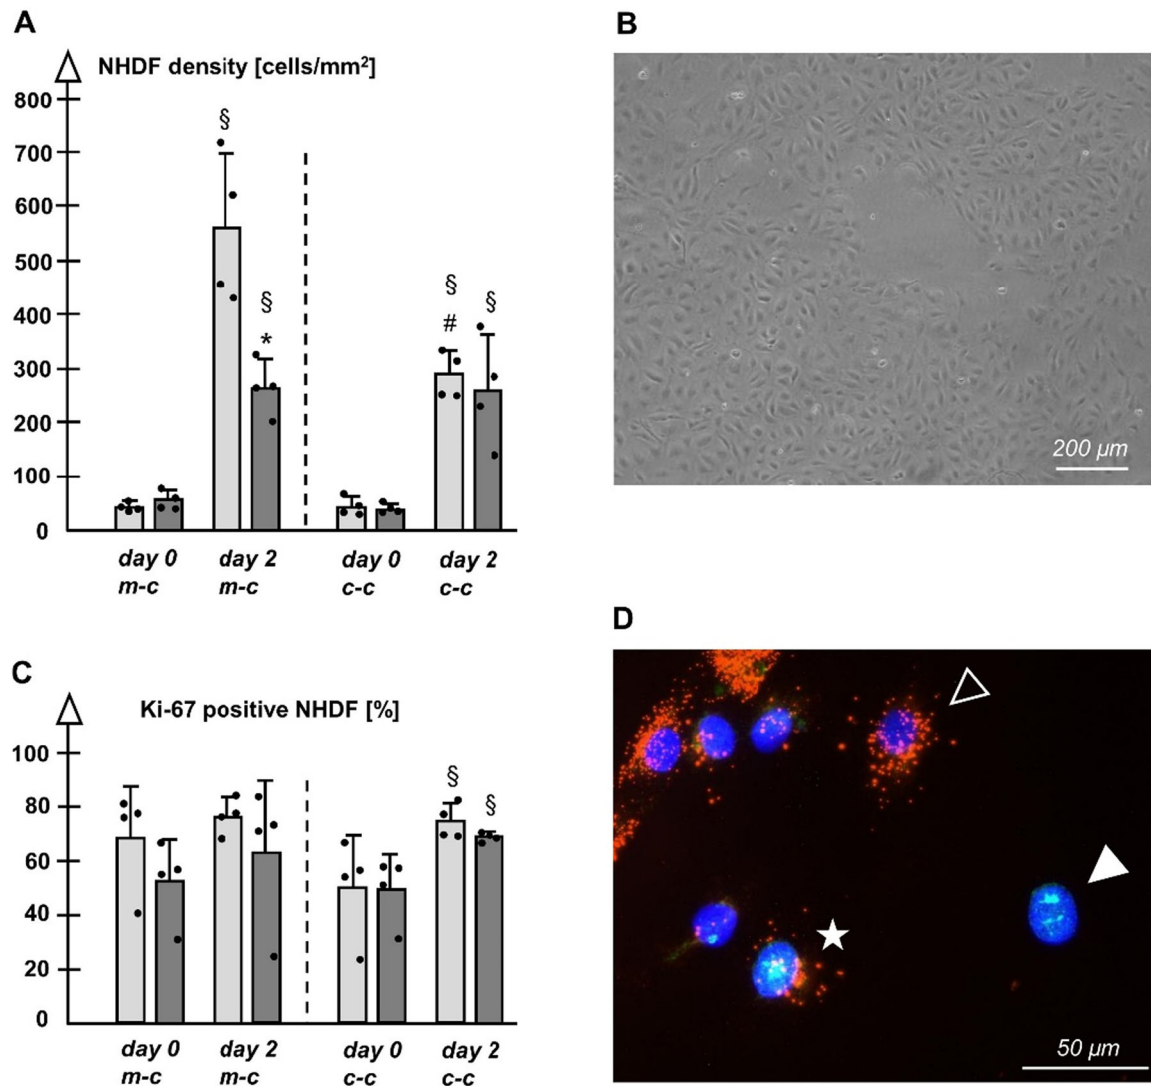 A
NHDF density [cells/mm²]
800
700
600
500
400
300
200
100
0
§
§
*
§
#
§
day 0
m-c
day 2
m-c
day 0
c-c
day 2
c-c
B
200 µm
C
Ki-67 positive NHDF [%]
100
80
60
40
20
0
§
§
day 0
m-c
day 2
m-c
day 0
c-c
day 2
c-c
D
50 µm